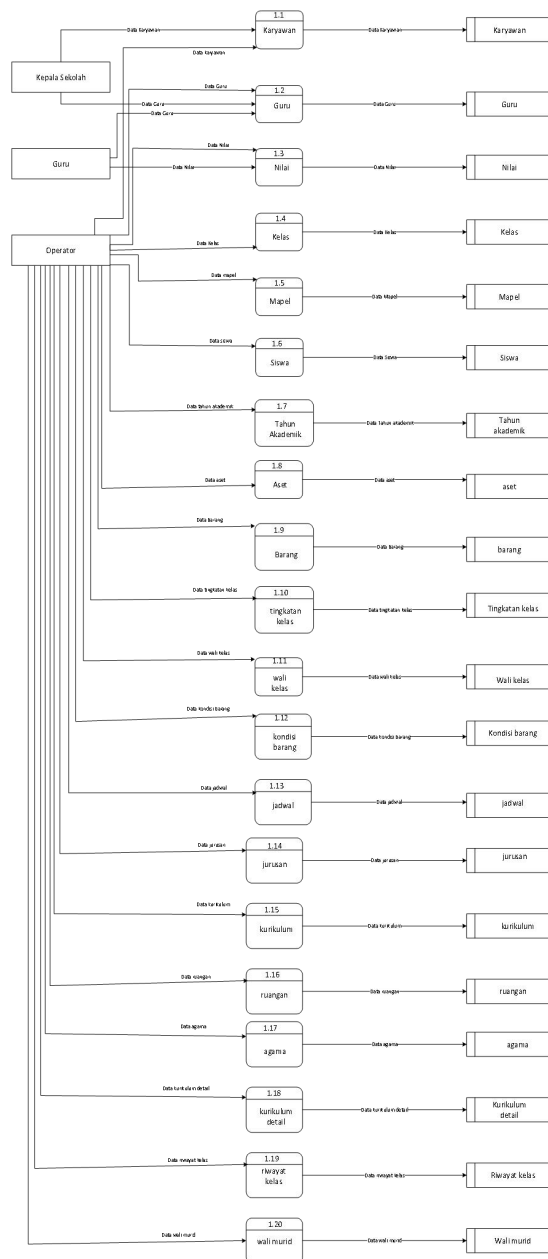 1.1
Karyawan
Data Karyawan
Data Karyawan
Karyawan
Data Karyawan
Kepala Sekolah
1.2
Guru
Data Guru
Data Guru
Data Guru
Data Guru
Guru
Guru
1.3
Nilai
Data Nilai
Data Nilai
Data Nilai
Nilai
Operator
1.4
Kelas
Data Kelas
Data Kelas
Kelas
1.5
Mapel
Data mapel
Data Mapel
Mapel
1.6
Siswa
Data siswa
Data Siswa
Siswa
1.7
Tahun
Akademik
Data tahun akademik
Data Tahun akademik
Tahun
akademik
1.8
Aset
Data aset
Data aset
aset
1.9
Barang
Data Barang
Data Barang
barang
1.10
tingkatan
kelas
Data tingkatan kelas
Data tingkatan kelas
Tingkatan kelas
1.11
wali
kelas
Data wali kelas
Data wali kelas
Wali kelas
1.12
kondisi
barang
Data kondisi barang
Data kondisi barang
Kondisi barang
1.13
jadwal
Data jadwal
Data jadwal
jadwal
1.14
jurusan
Data jurusan
Data jurusan
jurusan
1.15
kurikulum
kurikulum
1.16
ruangan
Data ruangan
Data ruangan
ruangan
1.17
agama
Data agama
Data agama
agama
1.18
kurikulum
detail
Kurikulum
detail
1.19
riwayat
kelas
Data riwayat kelas
Data riwayat kelas
Riwayat kelas
1.20
wali murid
Data wali murid
Data wali murid
Wali murid